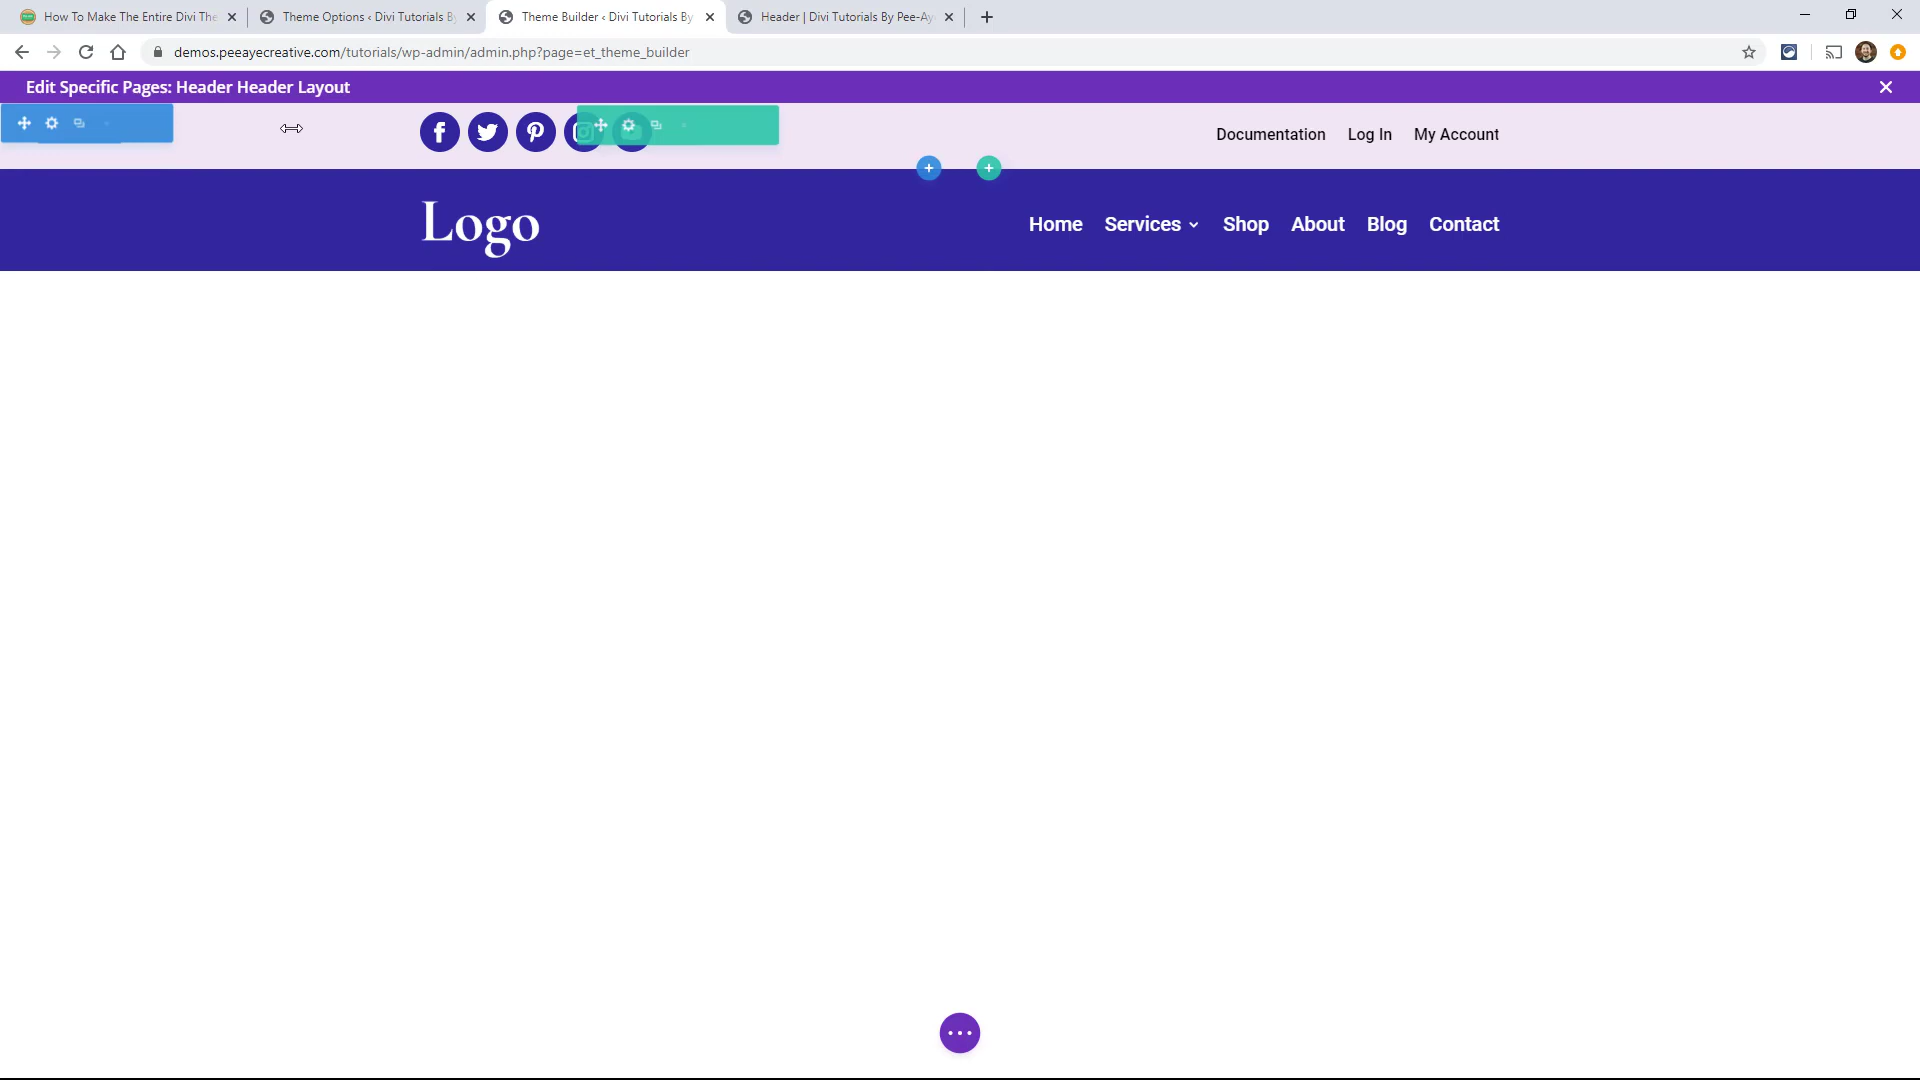 How To Make The Entire Divi The
Theme Options ‹ Divi Tutorials B
Theme Builder ‹ Divi Tutorials By
Header | Divi Tutorials By Pee-Ay
demos.peeayecreative.com/tutorials/wp-admin/admin.php?page=et_theme_builder
Edit Specific Pages: Header Header Layout
Documentation Log In My Account
Logo
Home Services Shop About Blog Contact